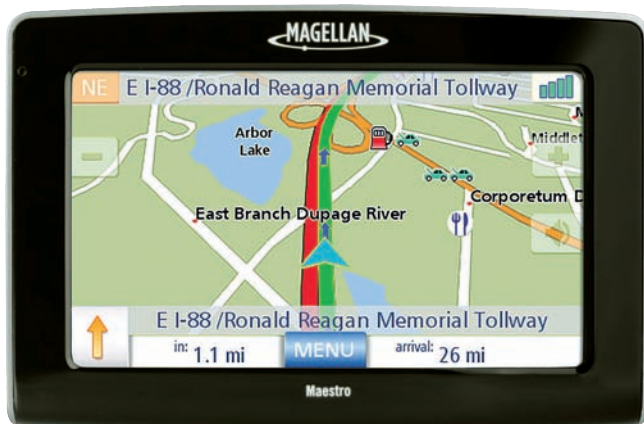 MAGELLAN
NE E I-88 /Ronald Reagan Memorial Tollway
Arbor
Lake
East Branch Dupage River
Corporetum
E I-88 /Ronald Reagan Memorial Tollway
in: 1.1 mi
MENU
arrival: 26 mi
Maestro